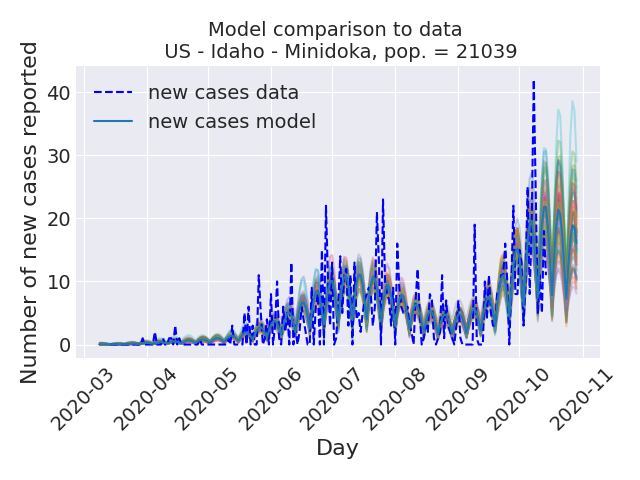 Model comparison to data
US - Idaho - Minidoka, pop. = 21039
Number of new cases reported
40
30
20
10
0
new cases data
new cases model
2020-03
2020-04
2020-05
2020-06
2020-07
2020-08
2020-09
2020-10
2020-11
Day